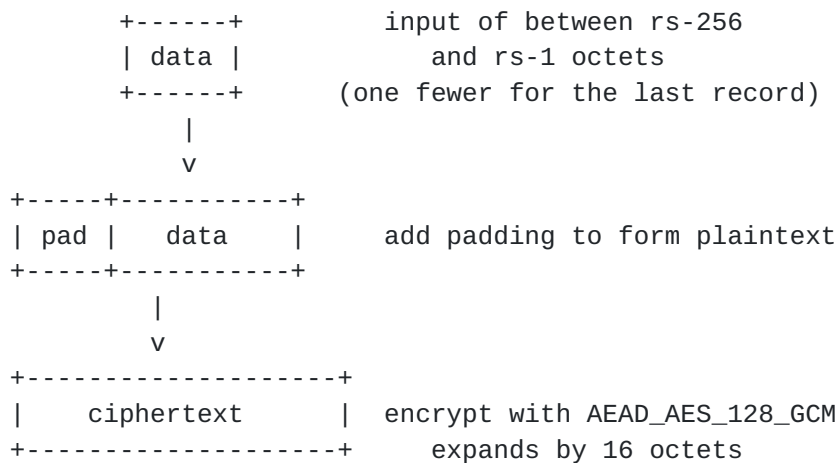 +------+         input of between rs-256
| data |            and rs-1 octets
+------+      (one fewer for the last record)
|
v
+-----+-----------+
| pad |   data    |     add padding to form plaintext
+-----+-----------+
|
v
+--------------------+
|    ciphertext      |  encrypt with AEAD_AES_128_GCM
+--------------------+     expands by 16 octets